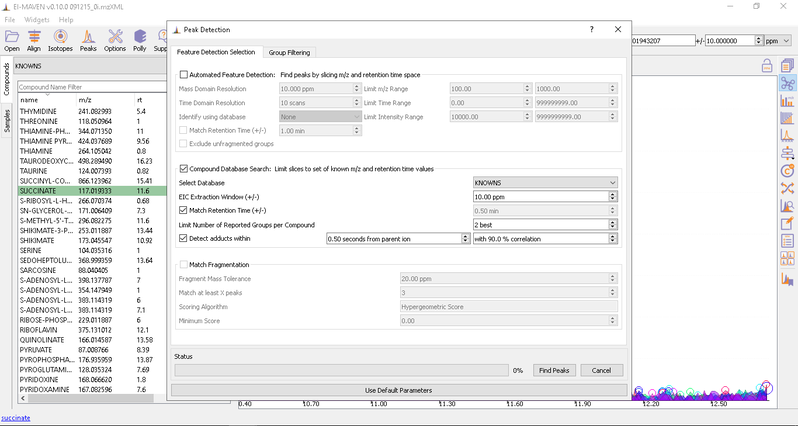 EI-MAVEN v0.10.0 091215_0i.mzXML
File Widgets Help
Open Align Isotopes Peaks Options Polly
01943207 +/- 10.000000 ppm
Compounds
Samples
KNOWNS
Compound Name Filter
name m/z rt
THYMIDINE 241.082993 5.4
THREONINE 118.050964
THIAMINE-PH... 344.071350 11
THIAMINE PYR... 424.037689 9.56
THIAMINE 264.105042 0.8
TAURODEOXYC... 498.289490 16.23
TAURINE 124.007393 0.82
SUCCINYL-CO... 866.123962 15.41
SUCCINATE 117.019333 11.6
S-RIBOSYL-L-H... 266.070374 0.68
SN-GLYCEROL-... 171.006409 7.3
S-METHYL-5'-T... 296.082275 11.6
SHIKIMATE-3-P... 253.011887 13.44
SHIKIMATE 173.045547 10.92
SERINE 104.035316
SEDOHEPTOLU... 368.999359 13.64
SARCOSINE 88.040405 1
S-ADENOSYL-L... 398.137787 7
S-ADENOSYL-L... 354.147949 1
S-ADENOSYL-L... 383.114319 6
S-ADENOSYL-L... 383.114319 7.1
RIBOSE-PHOSP... 229.011887 6
RIBOFLAVIN 375.131012 12.1
QUINOLINATE 166.014587 13.58
PYRUVATE 87.008766 8.39
PYROPHOSPHA... 176.935959 13.87
PYROGLUTAMI... 128.035324 7.69
PYRIDOXINE 168.066620 1.8
PYRIDOXAMINE 167.082596 7.6
succinate
Peak Detection ?
Feature Detection Selection Group Filtering
Automated Feature Detection: Find peaks by slicing m/z and retention time space
Mass Domain Resolution 10.000 ppm Limit m/z Range 100.00 1000.00
Time Domain Resolution 10 scans Limit Time Range 0.00 999999999.00
Identify using database None Limit Intensity Range 10000.00 9999999999.00
Match Retention Time (+/-) 1.00 min
Exclude unfragmented groups
Compound Database Search: Limit slices to set of known m/z and retention time values
Select Database KNOWNS
EIC Extraction Window (+/-) 10.00 ppm
Match Retention Time (+/-) 0.50 min
Limit Number of Reported Groups per Compound 2 best
Detect adducts within 0.50 seconds from parent ion with 90.0 % correlation
Match Fragmentation
Fragment Mass Tolerance 20.00 ppm
Match at least X peaks 3
Scoring Algorithm Hypergeometric Score
Minimum Score 0.00
Status
0% Find Peaks Cancel
Use Default Parameters
10.70 11.00 11.30 11.60 11.90 12.20 12.50